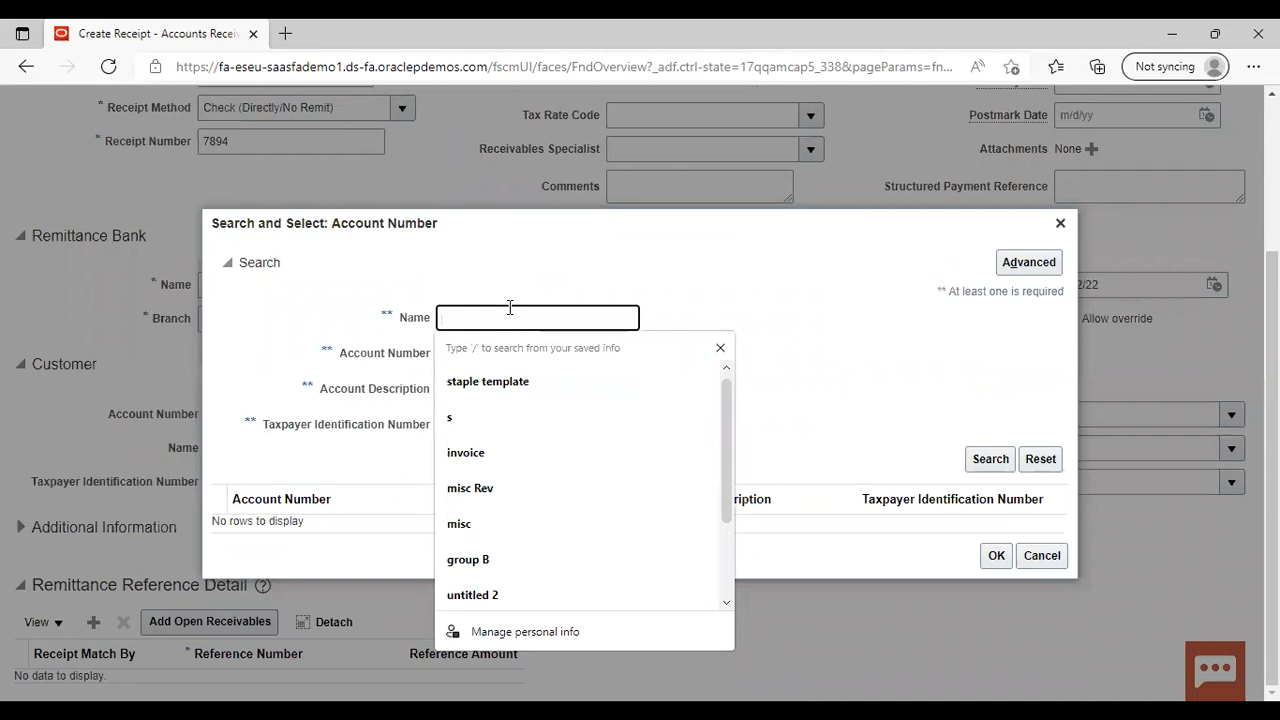 Create Receipt - Accounts Recei
https://fa-eseu-saasfademo1.ds-fa.oraclepdemos.com/fscmUI/faces/FndOverview?_adf.ctrl-state=17qqamcap5_338&pageParams=fn...
Not syncing
* Receipt Method Check (Directly/No Remit)
Tax Rate Code
Postmark Date m/d/yy
* Receipt Number 7894
Receivables Specialist
Attachments None
Comments
Structured Payment Reference
Search and Select: Account Number
Remittance Bank
Search
Advanced
* Name
2/22
** At least one is required
* Branch
** Name
Allow override
Type '/' to search from your saved info
** Account Number
Customer
staple template
** Account Description
Account Number
s
** Taxpayer Identification Number
Name
invoice
Search Reset
Taxpayer Identification Number
misc Rev
Account Number
ription
Taxpayer Identification Number
No rows to display
misc
Additional Information
group B
OK Cancel
Remittance Reference Detail
untitled 2
View
Add Open Receivables
Detach
Manage personal info
Receipt Match By
* Reference Number
Reference Amount
No data to display.